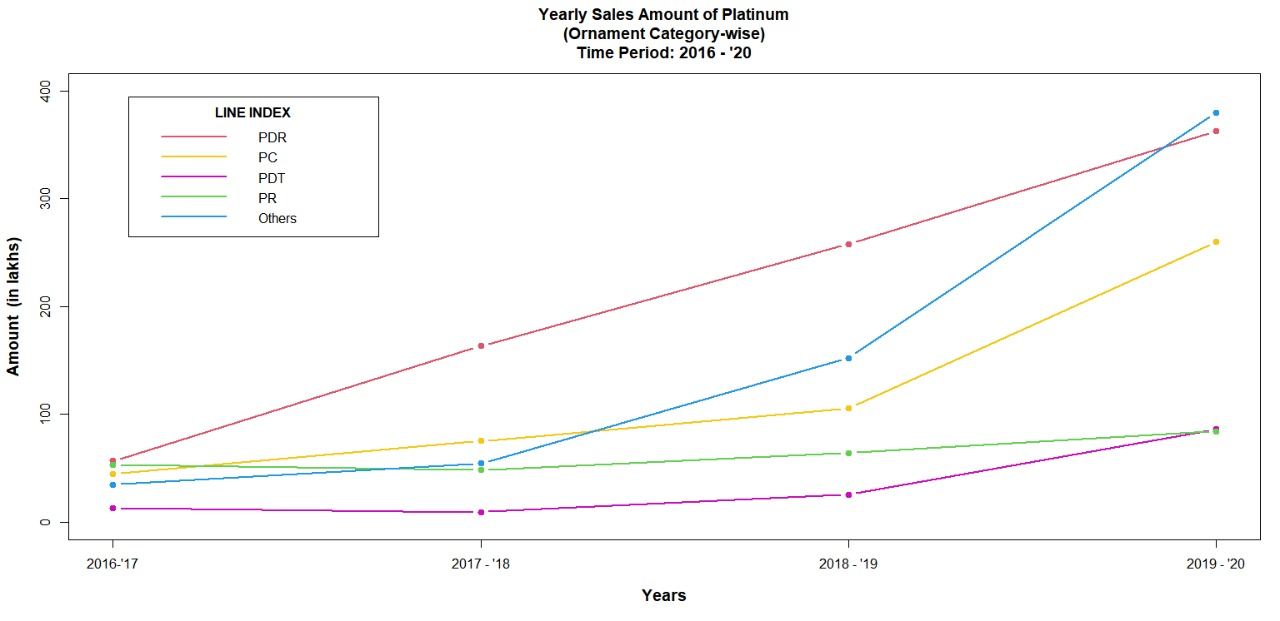 Yearly Sales Amount of Platinum
(Ornament Category-wise)
Time Period: 2016 - '20
400
300
200
100
0
Amount (in lakhs)
LINE INDEX
PDR
PC
PDT
PR
Others
2016-'17
2017 - '18
2018 - '19
2019 - '20
Years